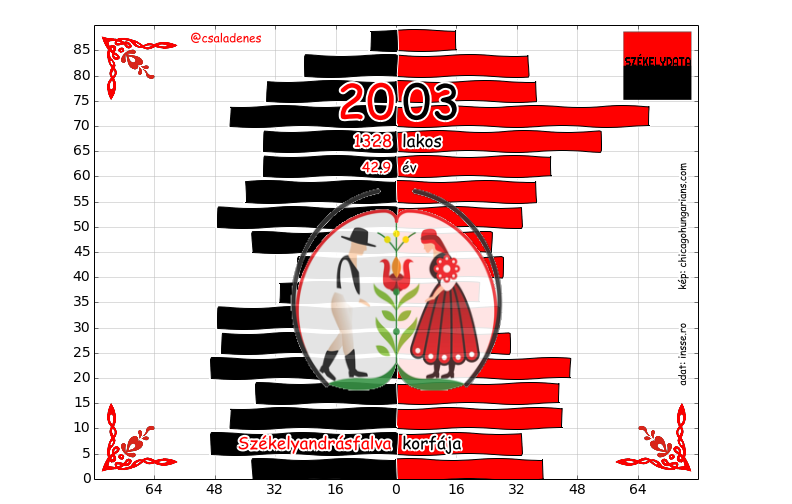 @csaladenes
SZÉKELYDATA
2003
1328 lakos
42.9 év
kép: chicagohungarians.com
adat: insse.ro
Székelyandrásfalva korfája
85
80
75
70
65
60
55
50
45
40
35
30
25
20
15
10
5
0
64 48 32 16 0 16 32 48 64